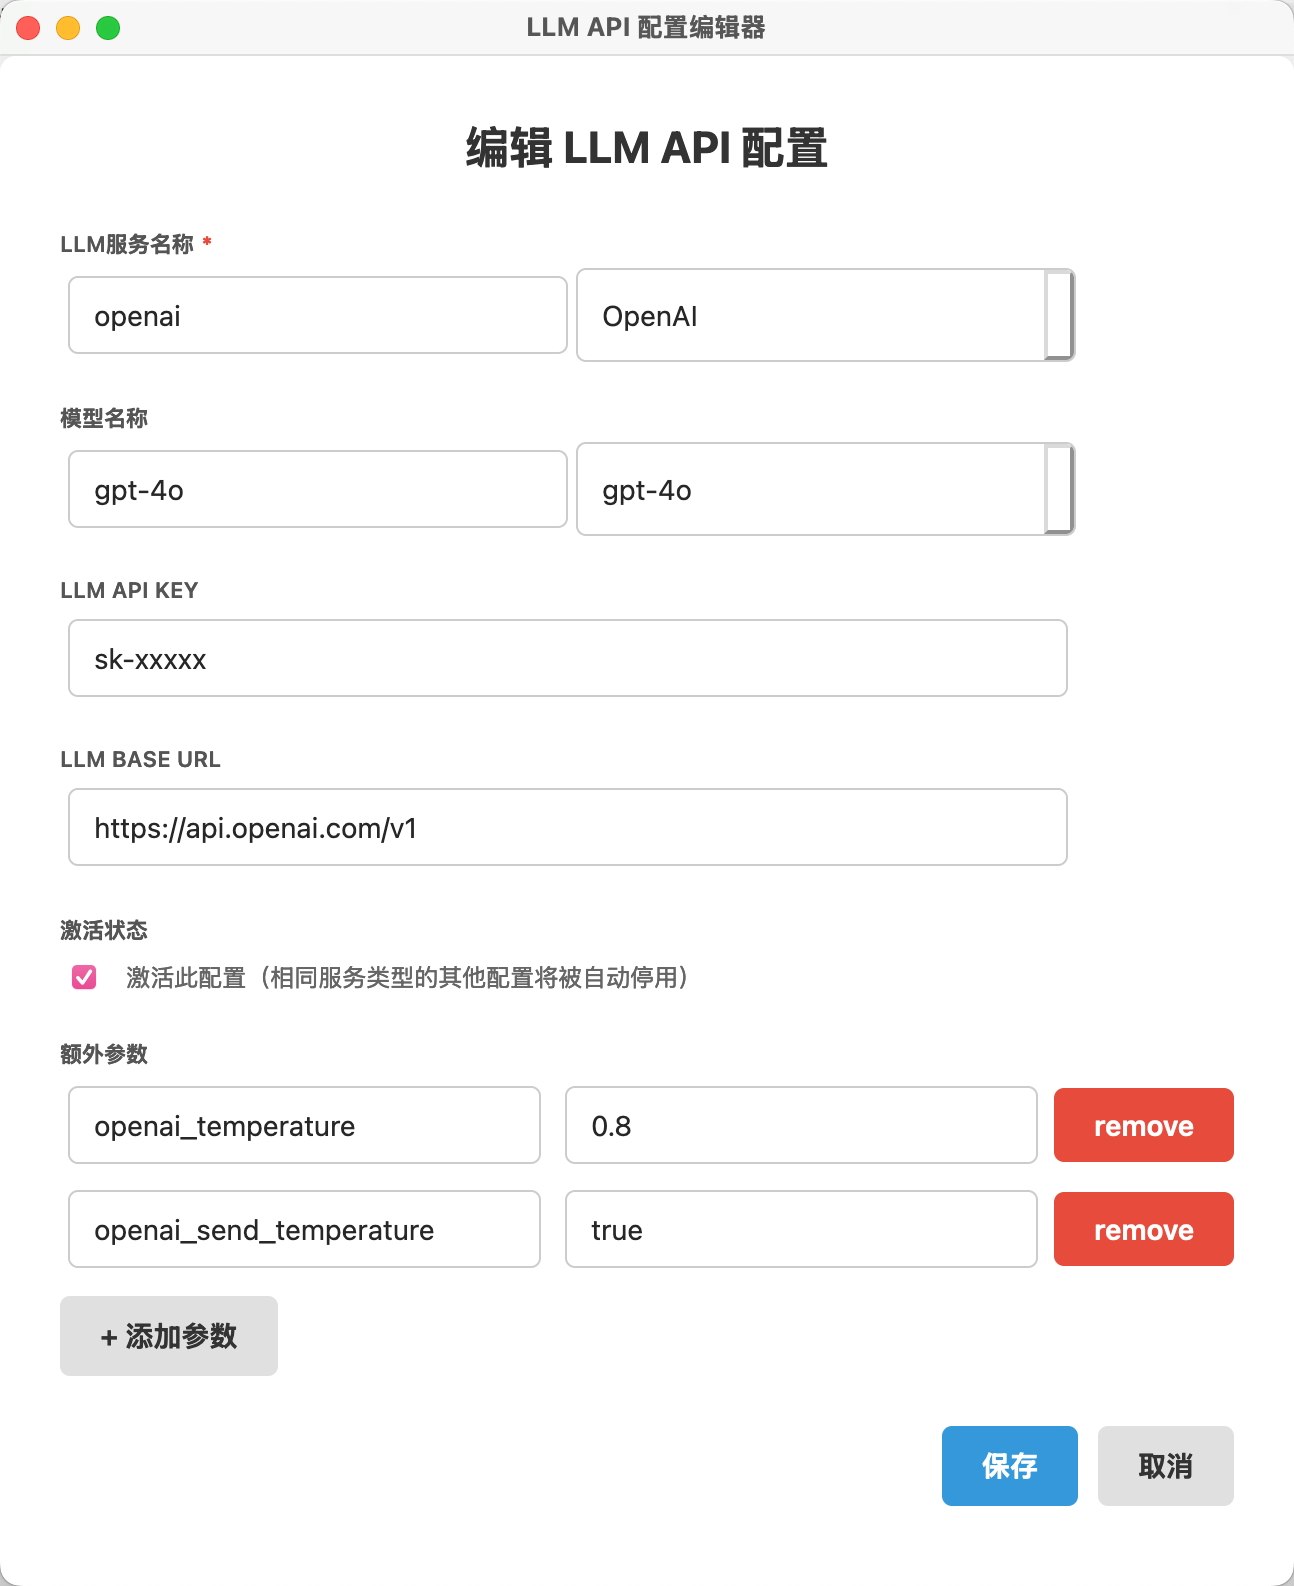 LLM API 配置编辑器
编辑 LLM API 配置
LLM服务名称 *
openai OpenAI
模型名称
gpt-4o gpt-4o
LLM API KEY
sk-xxxxx
LLM BASE URL
https://api.openai.com/v1
激活状态
激活此配置（相同服务类型的其他配置将被自动停用）
额外参数
openai_temperature 0.8 remove
openai_send_temperature true remove
+ 添加参数
保存 取消